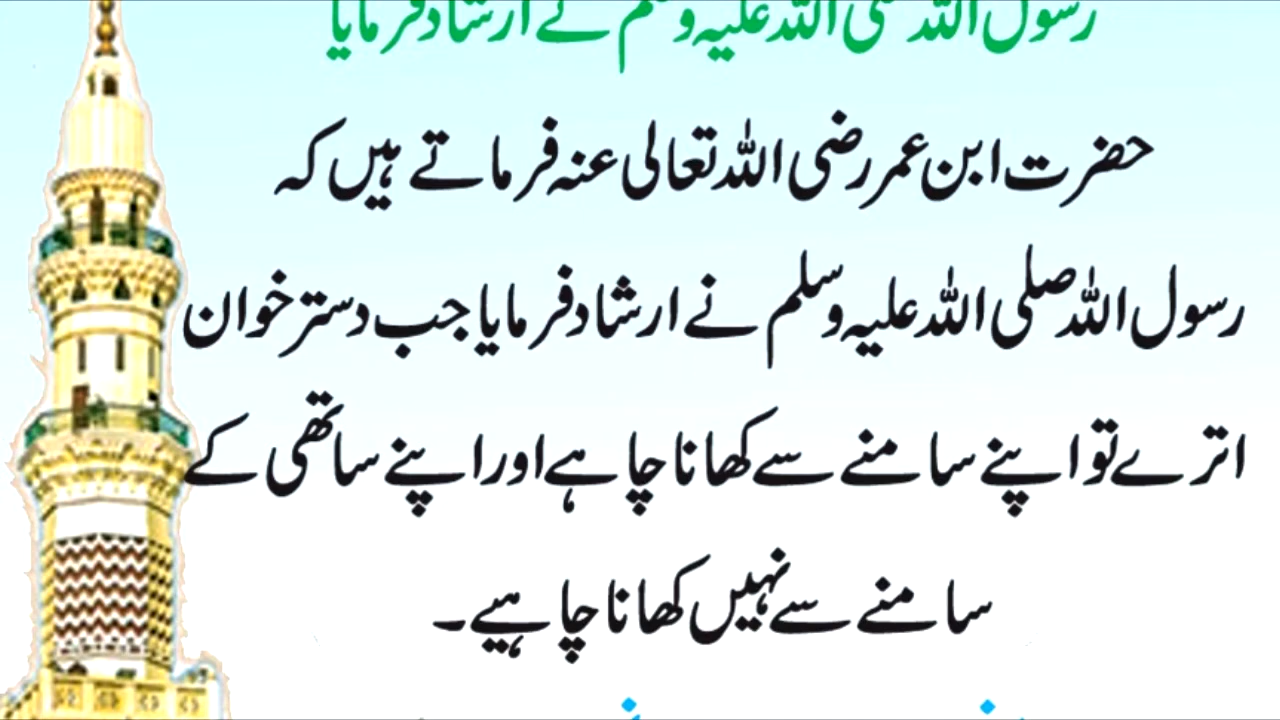 رسول اللہ صلی اللہ علیہ وسلم نے ارشاد فرمایا
حضرت ابن عمر رضی اللہ تعالی عنہ فرماتے ہیں کہ
رسول اللہ صلی اللہ علیہ وسلم نے ارشاد فرمایا جب دستر خوان
اترے تو اپنے سامنے سے کھانا چاہے اور اپنے ساتھی کے
سامنے سے نہیں کھانا چاہیے۔